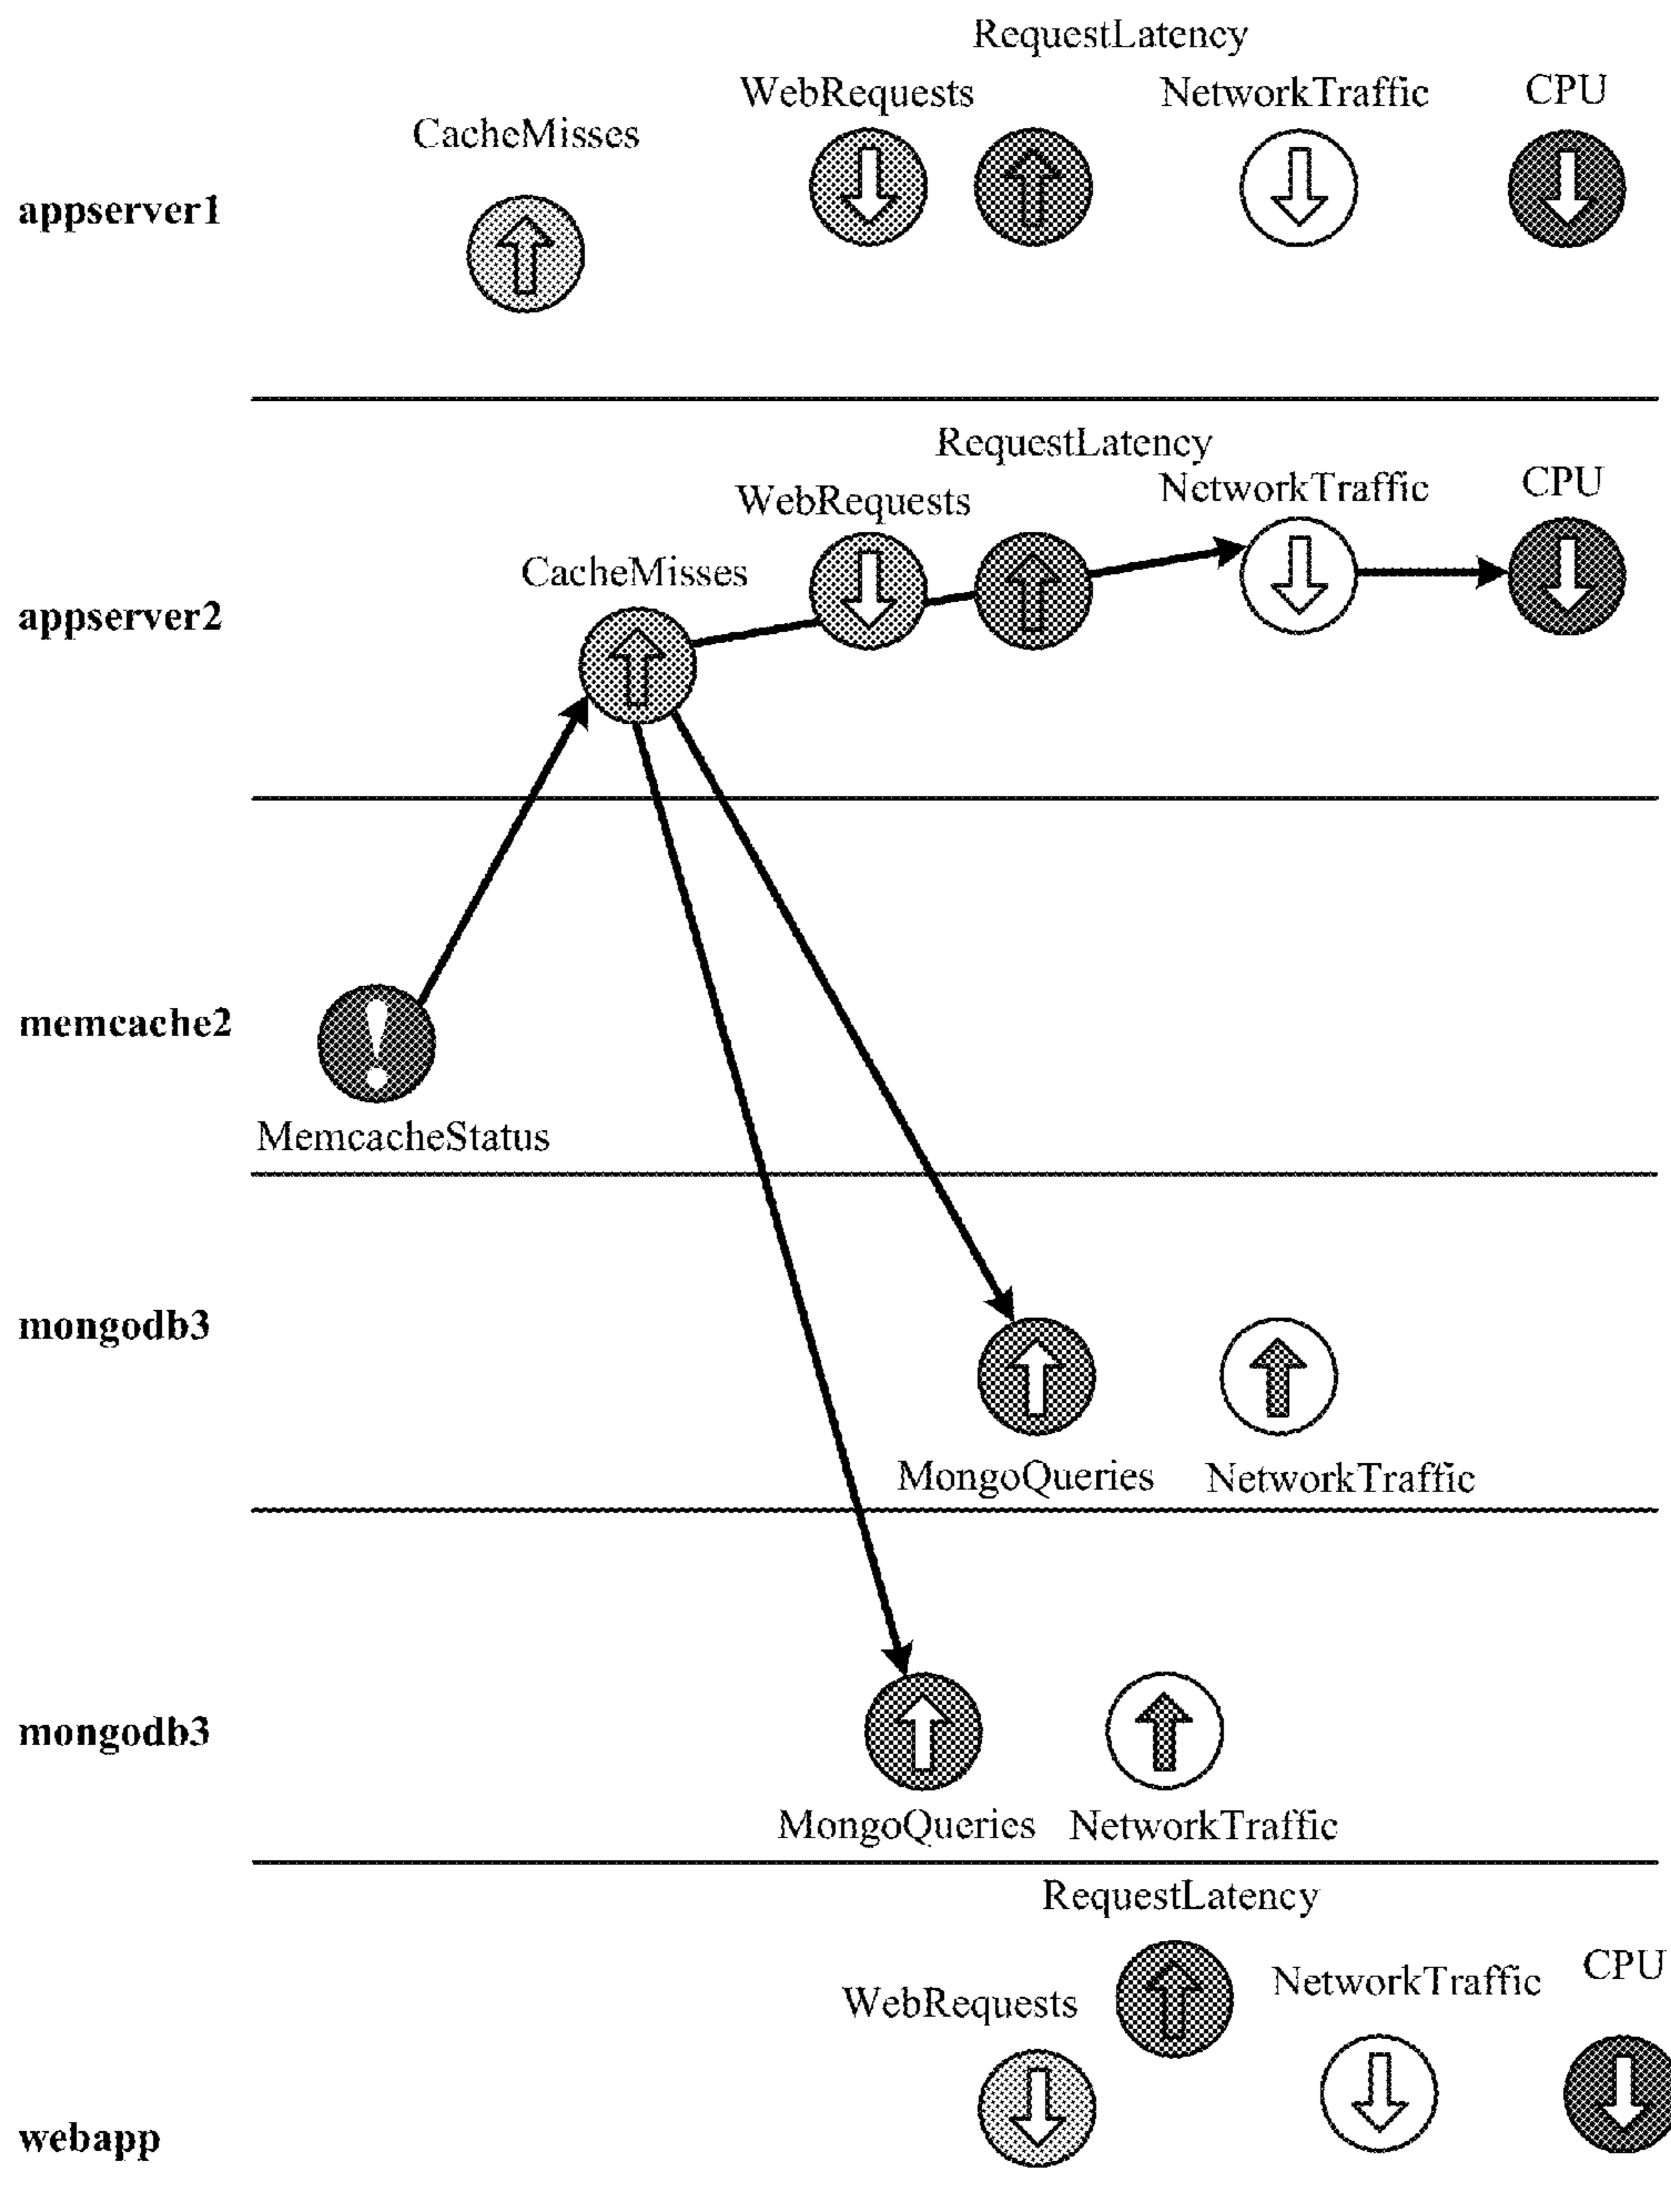 RequestLatency
WebRequests
NetworkTraffic
CPU
CacheMisses
appserver1
RequestLatency
WebRequests
NetworkTraffic
CPU
CacheMisses
appserver2
memcache2
!
MemcacheStatus
mongodb3
MongoQueries
NetworkTraffic
mongodb3
MongoQueries
NetworkTraffic
RequestLatency
WebRequests
NetworkTraffic
CPU
webapp